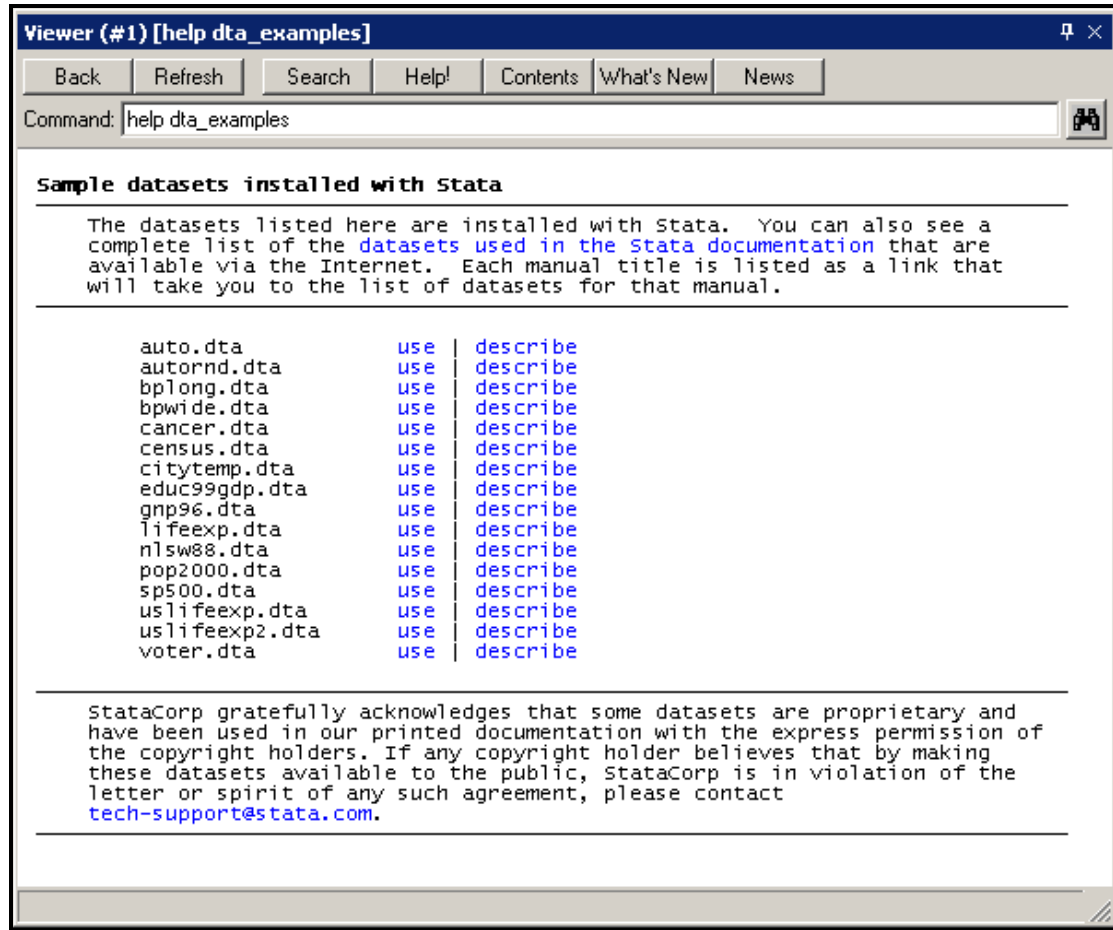 Viewer (#1) [help dta_examples]
Back Refresh Search Help! Contents What's New News
Command: help dta_examples
Sample datasets installed with Stata
The datasets listed here are installed with Stata. You can also see a
complete list of the datasets used in the Stata documentation that are
available via the Internet. Each manual title is listed as a link that
will take you to the list of datasets for that manual.
auto.dta use | describe
autornd.dta use | describe
bplong.dta use | describe
bpwide.dta use | describe
cancer.dta use | describe
census.dta use | describe
citytemp.dta use | describe
educ99gdp.dta use | describe
gnp96.dta use | describe
lifeexp.dta use | describe
nlsw88.dta use | describe
pop2000.dta use | describe
sp500.dta use | describe
uslifeexp.dta use | describe
uslifeexp2.dta use | describe
voter.dta use | describe
StataCorp gratefully acknowledges that some datasets are proprietary and
have been used in our printed documentation with the express permission of
the copyright holders. If any copyright holder believes that by making
these datasets available to the public, StataCorp is in violation of the
letter or spirit of any such agreement, please contact
tech-support@stata.com.